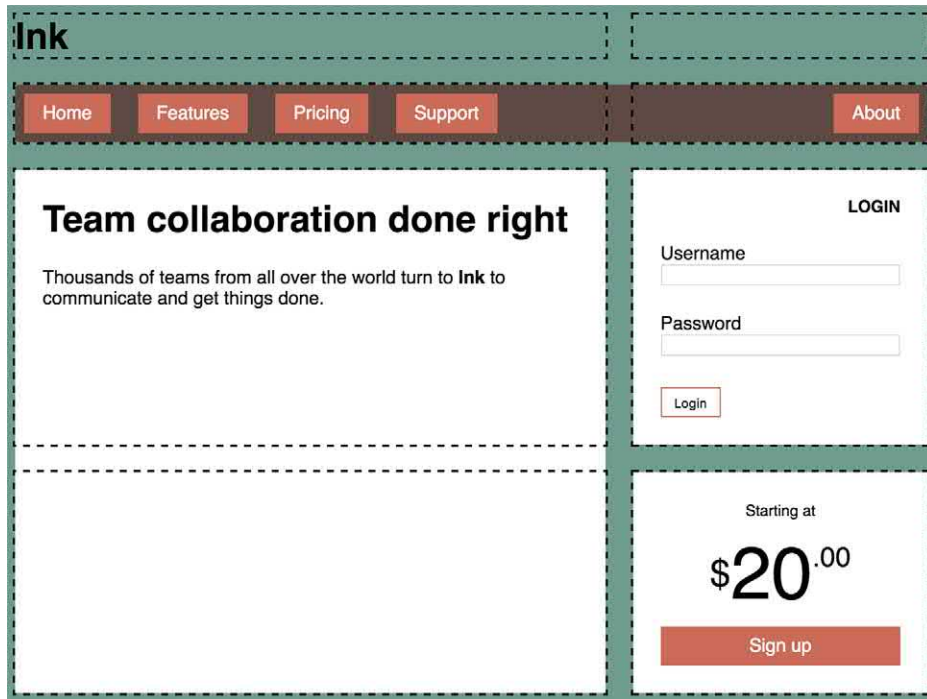 Ink
Home Features Pricing Support About
Team collaboration done right
Thousands of teams from all over the world turn to Ink to
communicate and get things done.
LOGIN
Username
Password
Login
Starting at
$20.00
Sign up